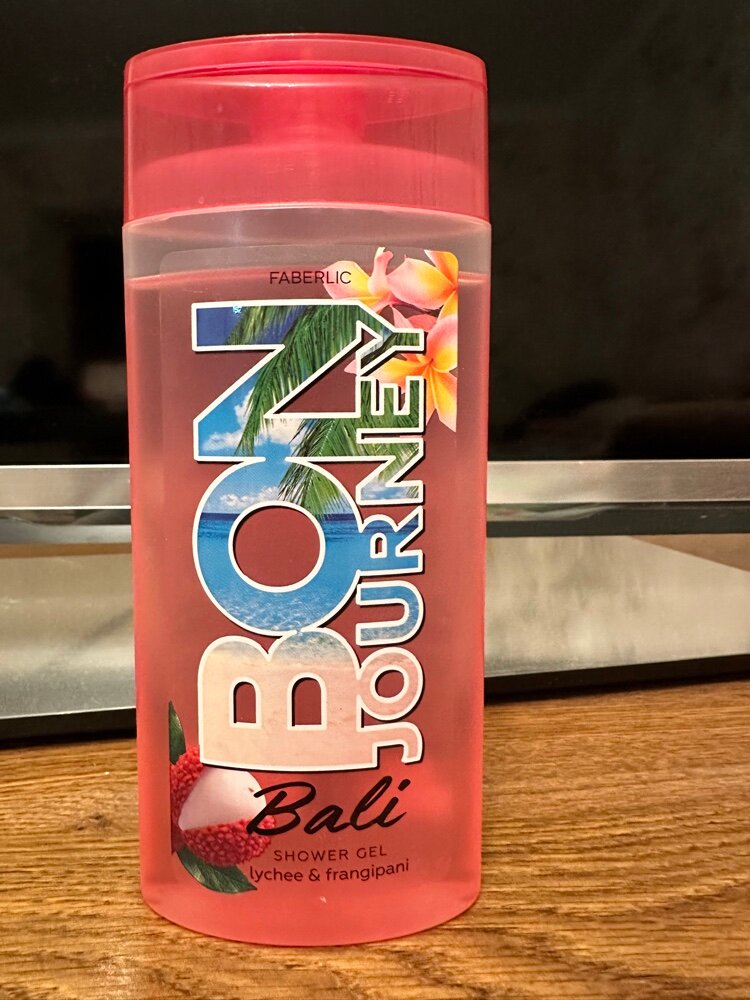 FABERLIC
BON
JOURNEY
Bali
SHOWER GEL
lychee & frangipani